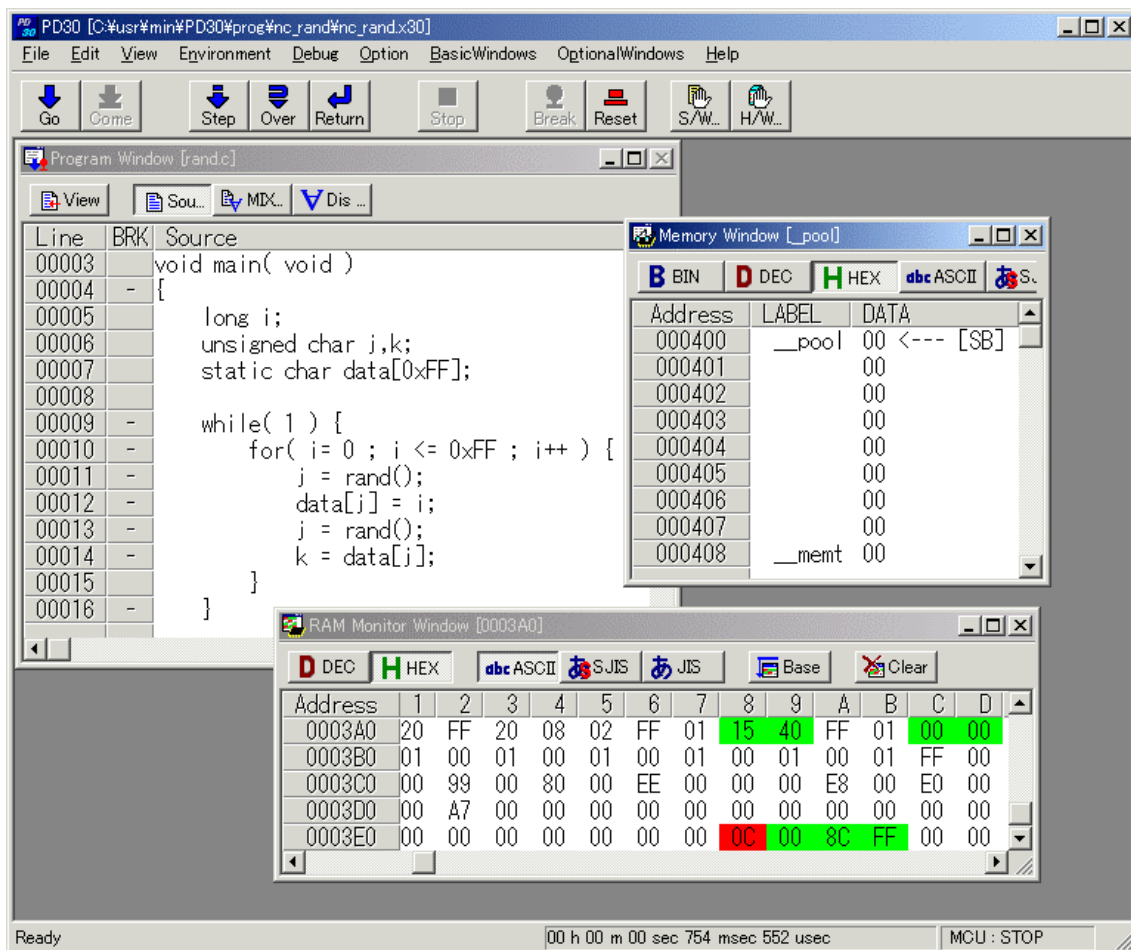 PD30 [C:¥usr¥min¥PD30¥prog¥nc_rand¥nc_rand.x30]
File Edit View Environment Debug Option BasicWindows OptionalWindows Help
Go Come Step Over Return Stop Break Reset S/W... H/W...
Program Window [rand.c]
View Sou... MIX... Dis ...
Line BRK Source
00003 void main( void )
00004 - {
00005 long i;
00006 unsigned char j,k;
00007 static char data[0xFF];
00008
00009 - while( 1 ) {
00010 - for( i= 0 ; i <= 0xFF ; i++ ) {
00011 - j = rand();
00012 - data[j] = i;
00013 - j = rand();
00014 - k = data[j];
00015 }
00016 - }
Memory Window [_pool]
B BIN D DEC H HEX abc ASCII あS S.
Address LABEL DATA
000400 __pool 00 <--- [SB]
000401 00
000402 00
000403 00
000404 00
000405 00
000406 00
000407 00
000408 __memt 00
RAM Monitor Window [0003A0]
D DEC H HEX abc ASCII あS SJIS あ JIS Base Clear
Address 1 2 3 4 5 6 7 8 9 A B C D
0003A0 20 FF 20 08 02 FF 01 15 40 FF 01 00 00
0003B0 01 00 01 00 01 00 01 00 01 00 01 FF 00
0003C0 00 99 00 80 00 EE 00 00 00 E8 00 E0 00
0003D0 00 A7 00 00 00 00 00 00 00 00 00 00 00
0003E0 00 00 00 00 00 00 00 0C 00 8C FF 00 00
Ready 00 h 00 m 00 sec 754 msec 552 usec MCU : STOP